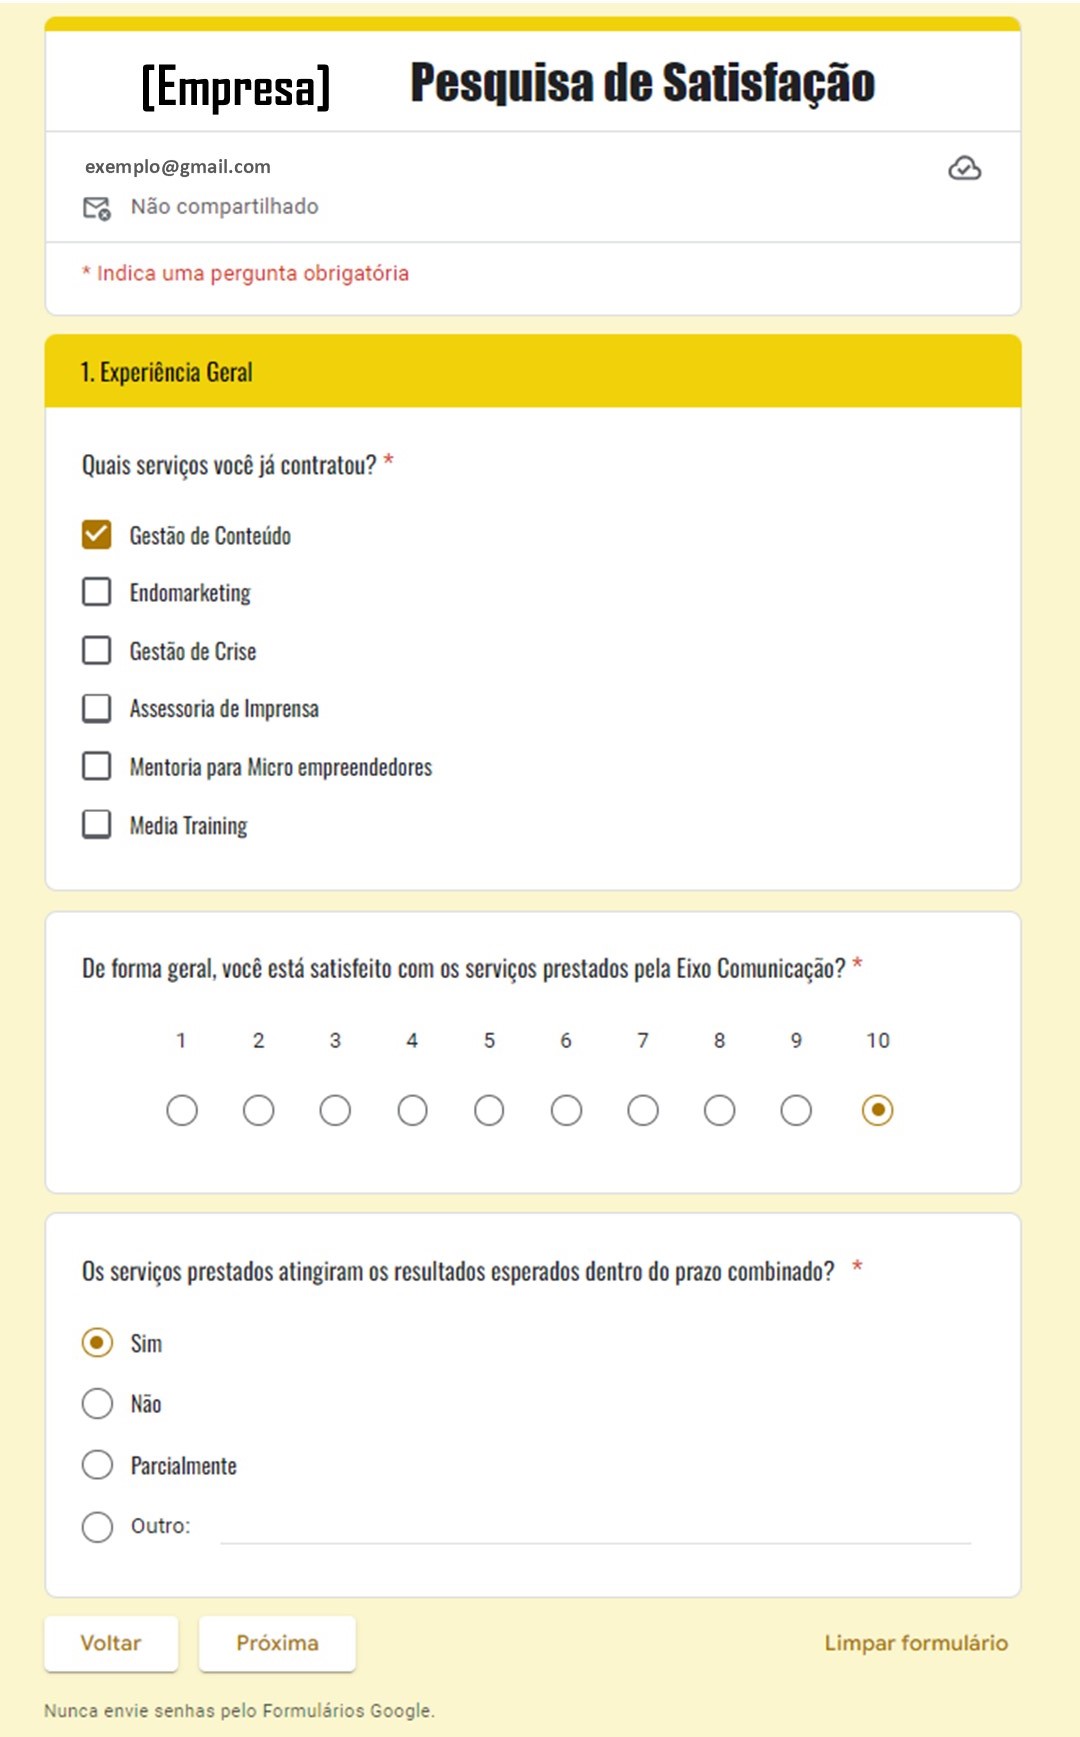 [Empresa] Pesquisa de Satisfação
exemplo@gmail.com
Não compartilhado
* Indica uma pergunta obrigatória
1. Experiência Geral
Quais serviços você já contratou? *
Gestão de Conteúdo
Endomarketing
Gestão de Crise
Assessoria de Imprensa
Mentoria para Micro empreendedores
Media Training
De forma geral, você está satisfeito com os serviços prestados pela Eixo Comunicação? *
1 2 3 4 5 6 7 8 9 10
Os serviços prestados atingiram os resultados esperados dentro do prazo combinado? *
Sim
Não
Parcialmente
Outro:
Voltar Próxima Limpar formulário
Nunca envie senhas pelo Formulários Google.